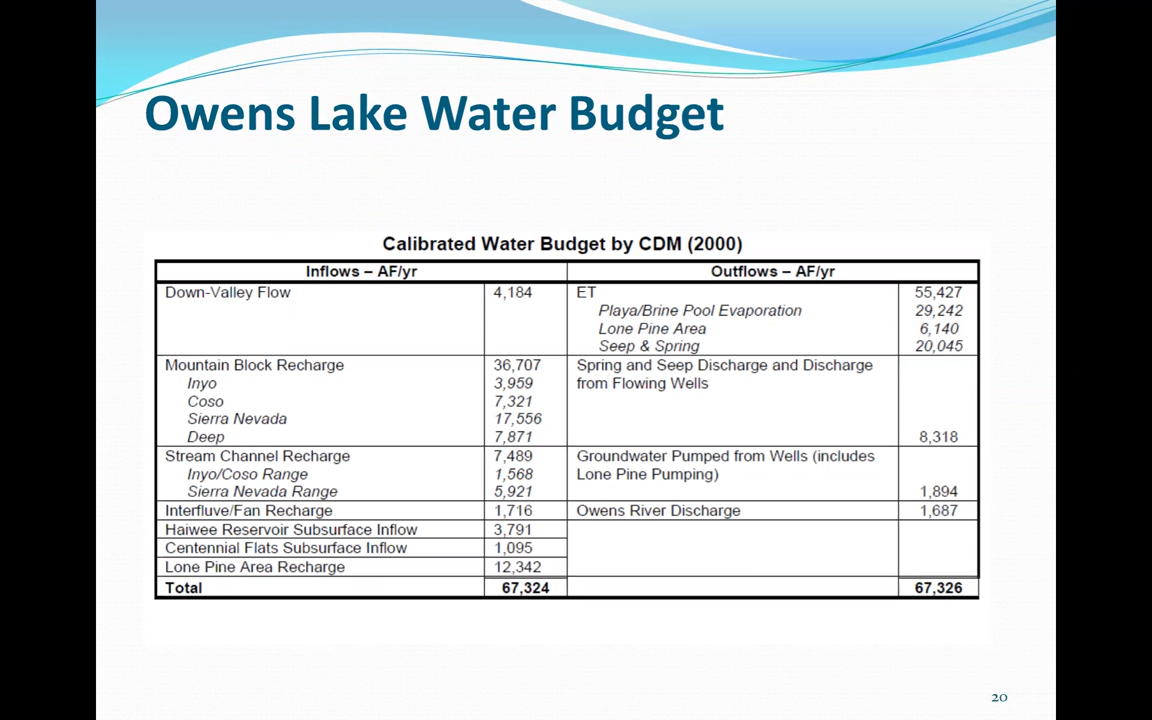 Owens Lake Water Budget
Calibrated Water Budget by CDM (2000)
Inflows – AF/yr Outflows – AF/yr
Down-Valley Flow 4,184 ET 55,427
Playa/Brine Pool Evaporation 29,242
Lone Pine Area 6,140
Seep & Spring 20,045
Mountain Block Recharge 36,707 Spring and Seep Discharge and Discharge
Inyo 3,959 from Flowing Wells
Coso 7,321
Sierra Nevada 17,556
Deep 7,871 8,318
Stream Channel Recharge 7,489 Groundwater Pumped from Wells (includes
Inyo/Coso Range 1,568 Lone Pine Pumping)
Sierra Nevada Range 5,921 1,894
Interfluve/Fan Recharge 1,716 Owens River Discharge 1,687
Haiwee Reservoir Subsurface Inflow 3,791
Centennial Flats Subsurface Inflow 1,095
Lone Pine Area Recharge 12,342
Total 67,324 67,326
20